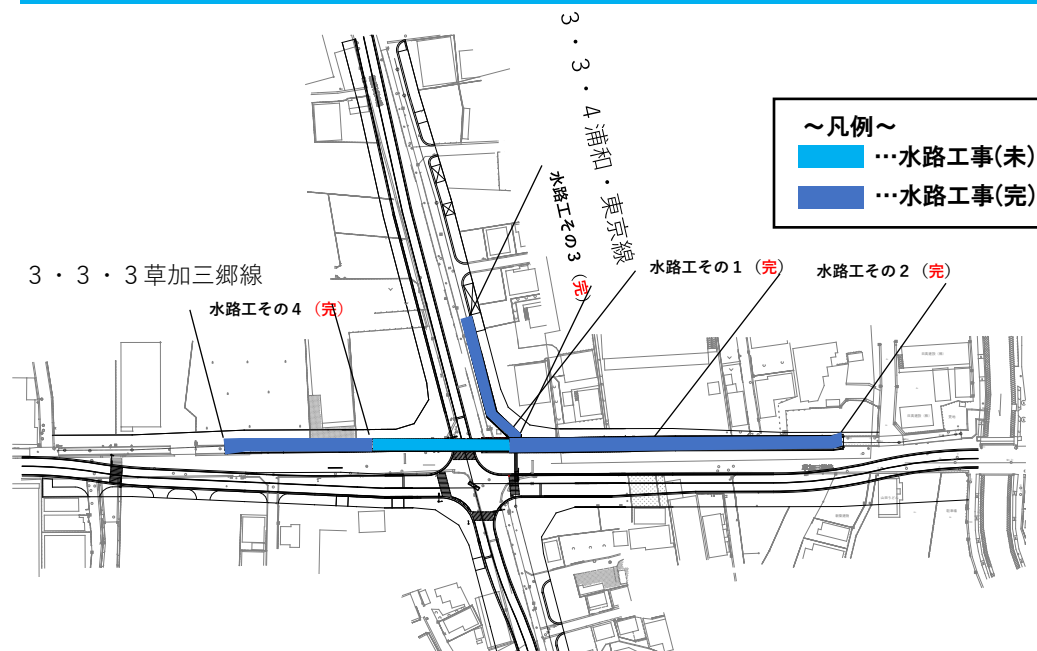 3・3・4浦和・東京線
～凡例～
…水路工事(未)
…水路工事(完)
水路工その3(完)
3・3・3草加三郷線
水路工その4(完)
水路工その1(完)
水路工その2(完)